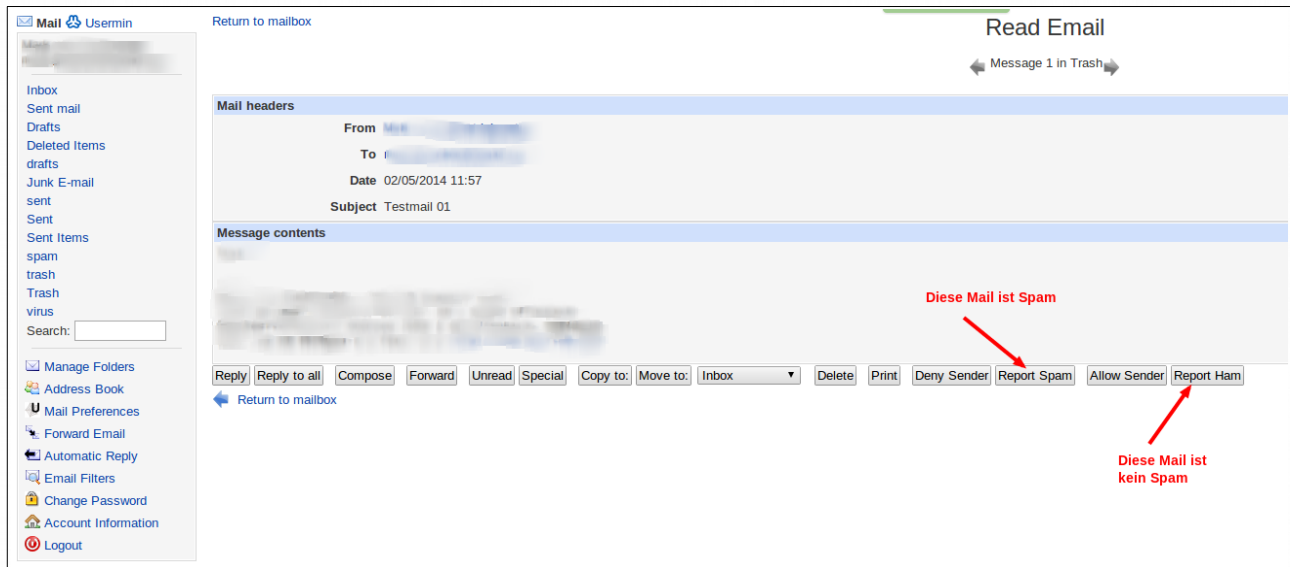 Mail Usermin
Inbox
Sent mail
Drafts
Deleted Items
drafts
Junk E-mail
sent
Sent
Sent Items
spam
trash
Trash
virus
Search:
Manage Folders
Address Book
Mail Preferences
Forward Email
Automatic Reply
Email Filters
Change Password
Account Information
Logout
Return to mailbox
Read Email
Message 1 in Trash
Mail headers
From
To
Date 02/05/2014 11:57
Subject Testmail 01
Message contents
Diese Mail ist Spam
Reply Reply to all Compose Forward Unread Special Copy to: Move to: Inbox Delete Print Deny Sender Report Spam Allow Sender Report Ham
Return to mailbox
Diese Mail ist
kein Spam